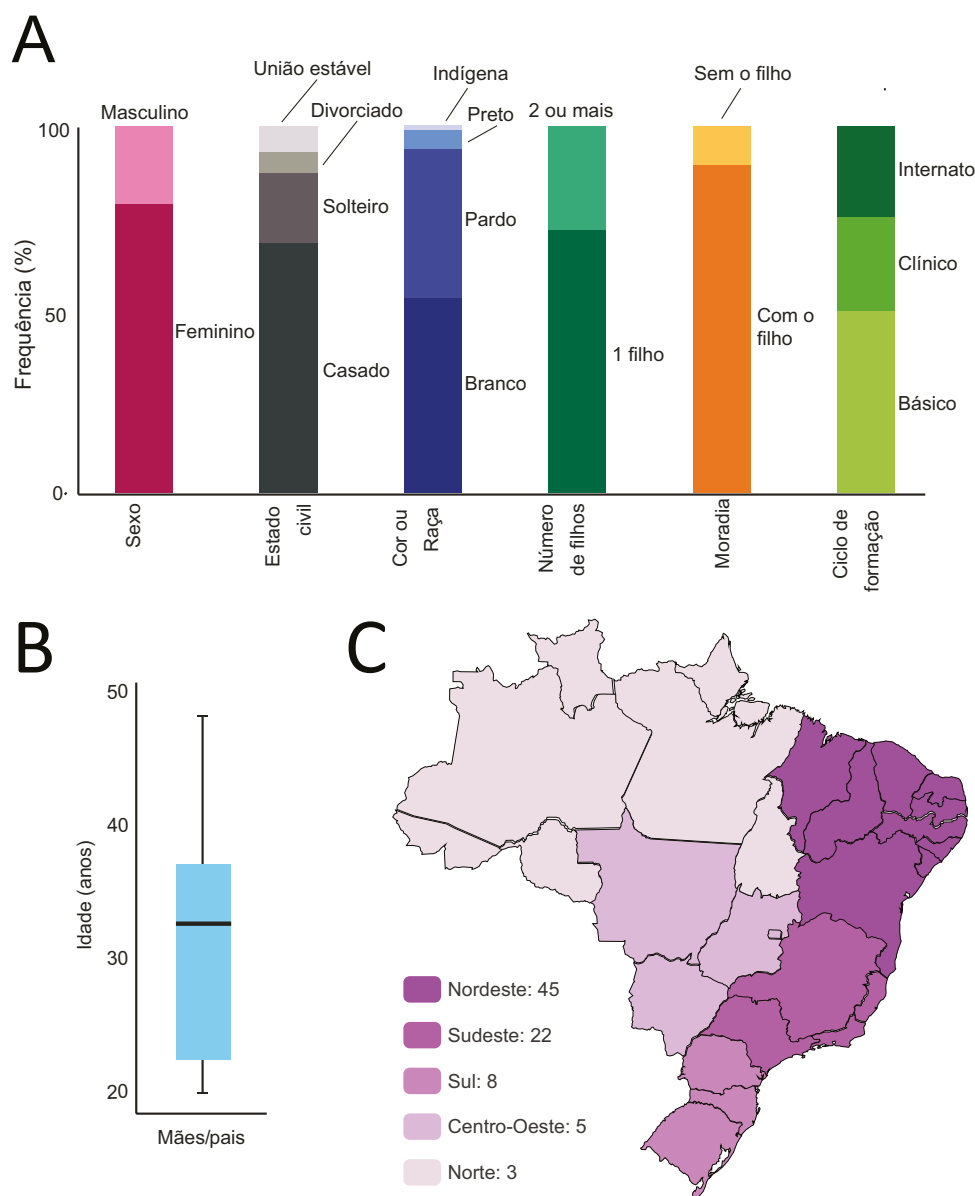 A
União estável
Indígena
Sem o filho
Masculino
Divorciado
Preto
2 ou mais
100
Internato
Solteiro
Pardo
Clínico
Frequência (%)
50
Feminino
Casado
Branco
1 filho
Com o
filho
Básico
0
Sexo
Estado
civil
Cor ou
Raça
Número
de filhos
Moradia
Ciclo de
formação
B
C
50
40
30
20
Idade (anos)
Mães/pais
Nordeste: 45
Sudeste: 22
Sul: 8
Centro-Oeste: 5
Norte: 3